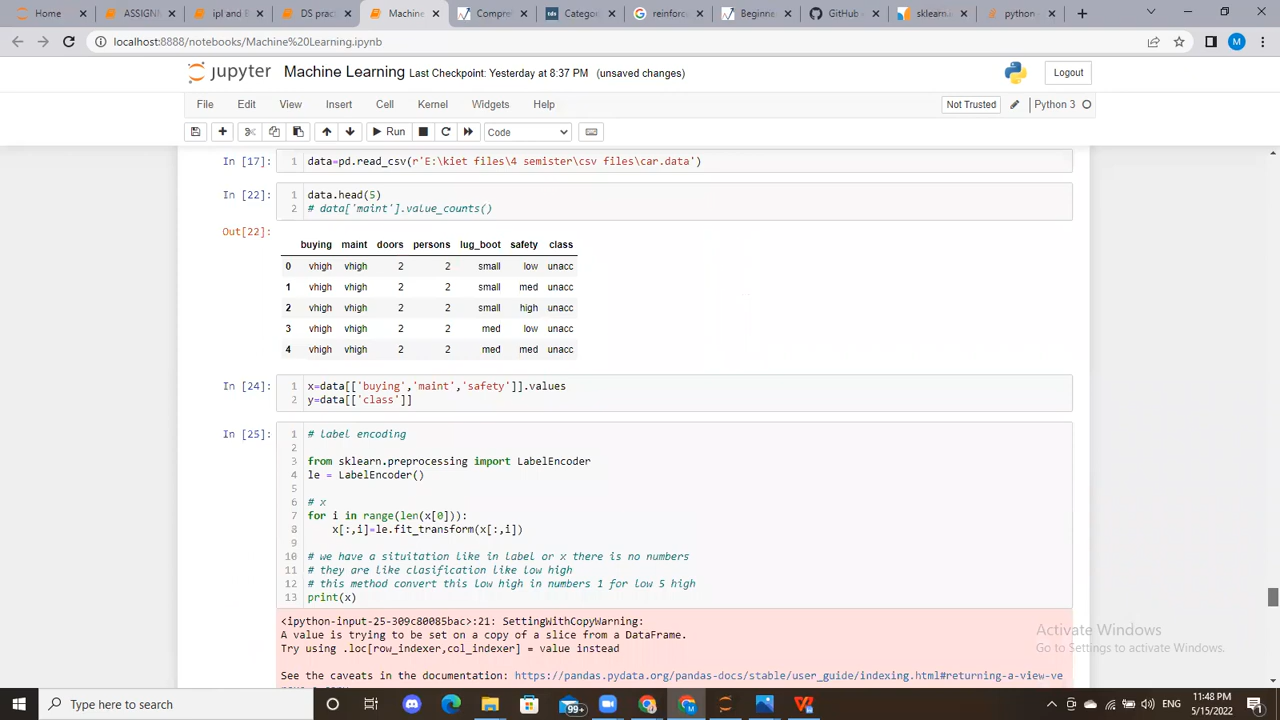 Home
ASSIGNM
ipl and B
DS practi
Machine
Compreh
tds
Categor
reinforc
Beginner
GitHub
sklearn.l
python -
localhost:8888/notebooks/Machine%20Learning.ipynb
M
jupyter Machine Learning Last Checkpoint: Yesterday at 8:37 PM (unsaved changes)
Logout
File Edit View Insert Cell Kernel Widgets Help
Not Trusted
Python 3
Run
Code
In [17]: 1 data=pd.read_csv(r'E:\kiet files\4 semister\csv files\car.data')
In [22]: 1 data.head(5)
2 # data['maint'].value_counts()
Out[22]:
buying maint doors persons lug_boot safety class
0 vhigh vhigh 2 2 small low unacc
1 vhigh vhigh 2 2 small med unacc
2 vhigh vhigh 2 2 small high unacc
3 vhigh vhigh 2 2 med low unacc
4 vhigh vhigh 2 2 med med unacc
In [24]: 1 x=data[['buying','maint','safety']].values
2 y=data[['class']]
In [25]: 1 # label encoding
2
3 from sklearn.preprocessing import LabelEncoder
4 le = LabelEncoder()
5
6 # x
7 for i in range(len(x[0])):
8 x[:,i]=le.fit_transform(x[:,i])
9
10 # we have a situitation like in label or x there is no numbers
11 # they are like clasification like low high
12 # this method convert this low high in numbers 1 for low 5 high
13 print(x)
<ipython-input-25-309c80085bac>:21: SettingWithCopyWarning:
A value is trying to be set on a copy of a slice from a DataFrame.
Try using .loc[row_indexer,col_indexer] = value instead
See the caveats in the documentation: https://pandas.pydata.org/pandas-docs/stable/user_guide/indexing.html#returning-a-view-ve
Activate Windows
Go to Settings to activate Windows.
Type here to search
99+
M
ENG
11:48 PM
5/15/2022
1